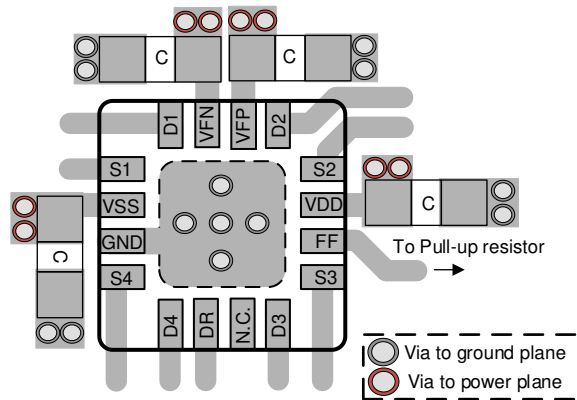 C
C
D1
VFN
VFP
D2
S1
VSS
GND
S4
S2
VDD
FF
S3
C
C
To Pull-up resistor
D4
DR
N.C.
D3
Via to ground plane
Via to power plane